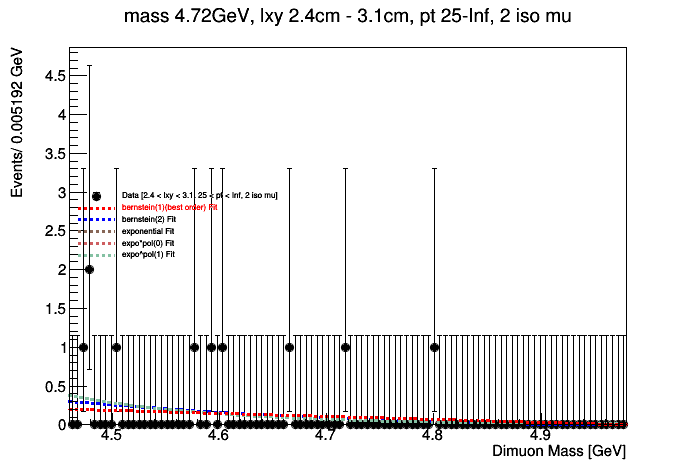 mass 4.72GeV, lxy 2.4cm - 3.1cm, pt 25-Inf, 2 iso mu
Events/ 0.005192 GeV
4.5
4
3.5
3
2.5
2
1.5
1
0.5
0
Data [2.4 < lxy < 3.1, 25 < pt < Inf, 2 iso mu]
bernstein(1)(best order) Fit
bernstein(2) Fit
exponential Fit
expo*pol(0) Fit
expo^pol(1) Fit
4.5 4.6 4.7 4.8 4.9
Dimuon Mass [GeV]